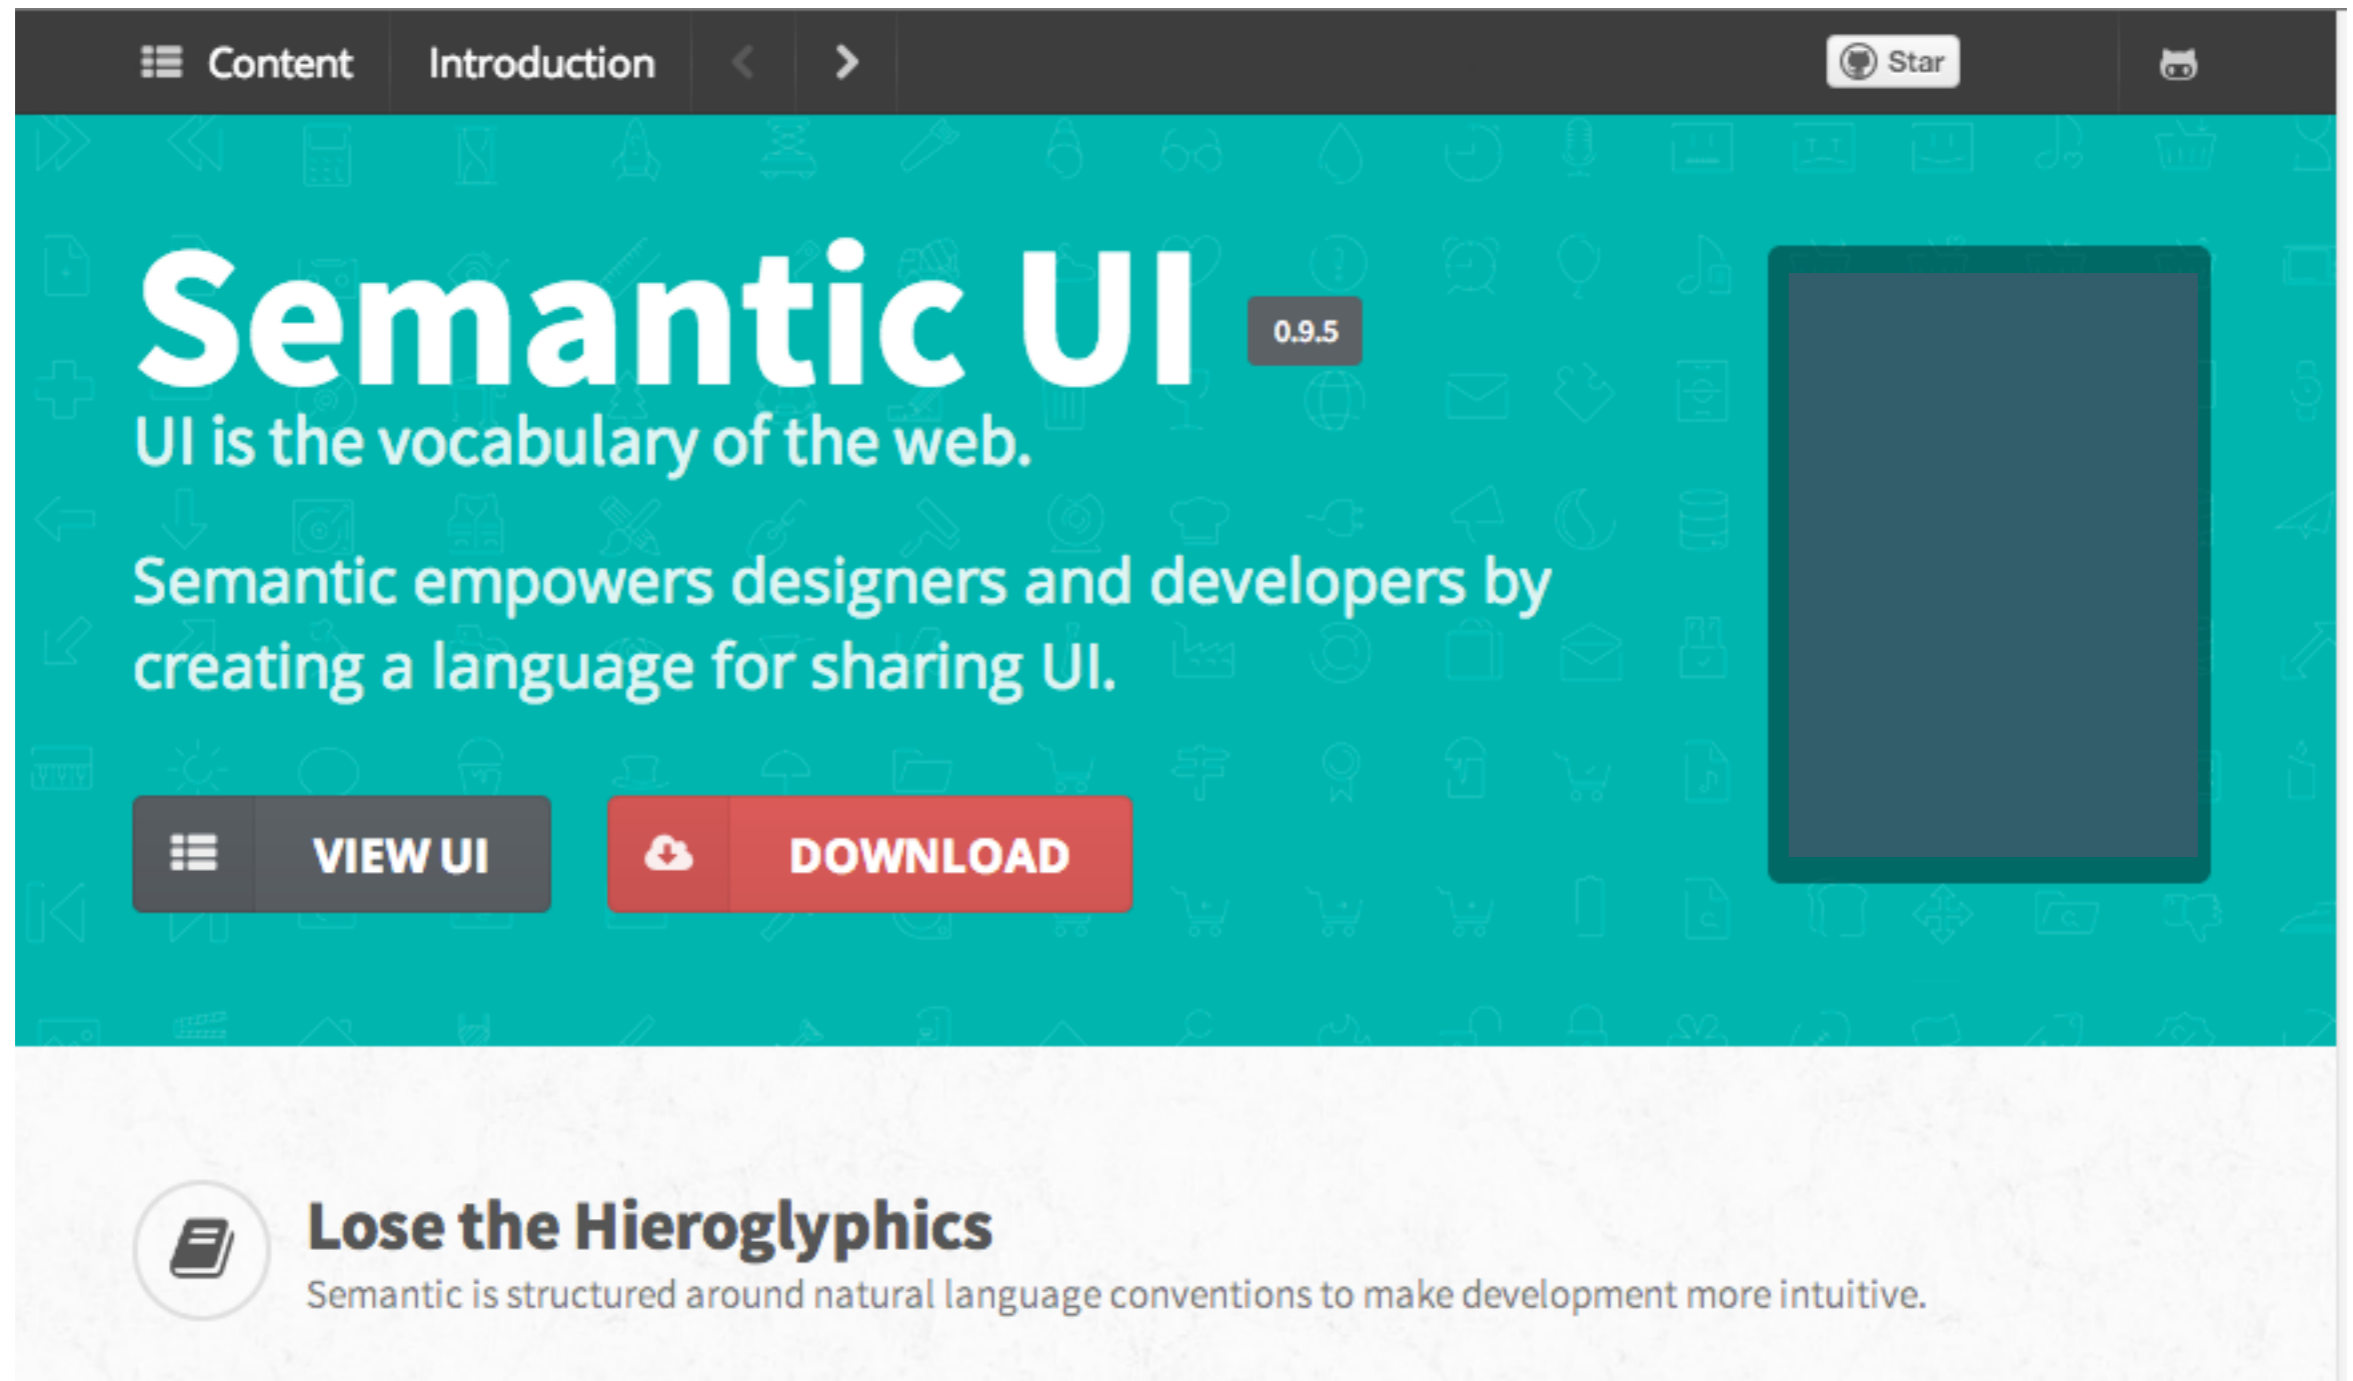 Content Introduction Star
Semantic UI 0.9.5
UI is the vocabulary of the web.
Semantic empowers designers and developers by
creating a language for sharing UI.
VIEW UI DOWNLOAD
Lose the Hieroglyphics
Semantic is structured around natural language conventions to make development more intuitive.